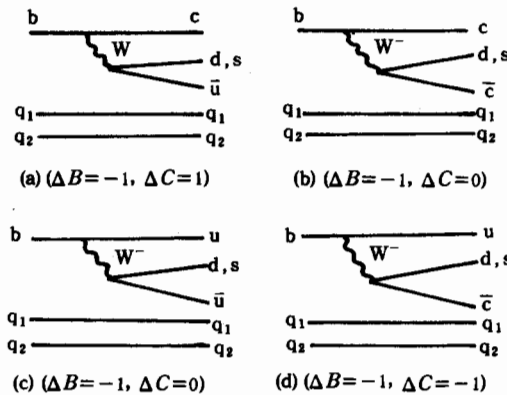 b c
W
d, s
ū
q₁ q₁
q₂ q₂
(a) (ΔB=−1, ΔC=1)
b c
W⁻
d, s
c̄
q₁ q₁
q₂ q₂
(b) (ΔB=−1, ΔC=0)
b u
W⁻
d, s
ū
q₁ q₁
q₂ q₂
(c) (ΔB=−1, ΔC=0)
b u
W⁻
d, s
c̄
q₁ q₁
q₂ q₂
(d) (ΔB=−1, ΔC=−1)